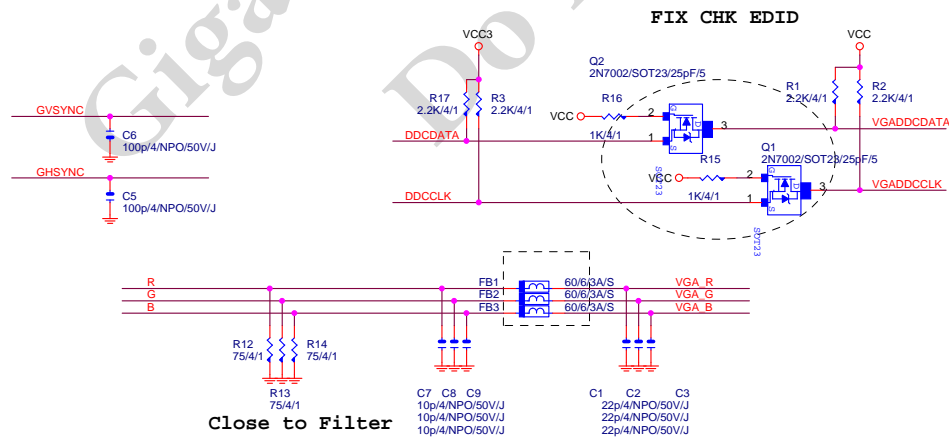 Giga
Do
FIX CHK EDID
VCC3
VCC
Q2
2N7002/SOT23/25pF/5
R17
2.2K/4/1
R3
2.2K/4/1
R16
R1
2.2K/4/1
R2
2.2K/4/1
GVSYNC
VCC
2
G
D
S
3
VGADDCDATA
C6
100p/4/NPO/50V/J
DDCDATA
1K/4/1
1
Q1
2N7002/SOT23/25pF/5
GHSYNC
SOT23
R15
VCC
2
G
D
S
3
VGADDCCLK
C5
100p/4/NPO/50V/J
DDCCLK
1K/4/1
1
SOT23
R
FB1
60/6/3A/S
VGA_R
G
FB2
60/6/3A/S
VGA_G
B
FB3
60/6/3A/S
VGA_B
R12
75/4/1
R14
75/4/1
R13
75/4/1
C7 C8 C9
10p/4/NPO/50V/J
10p/4/NPO/50V/J
10p/4/NPO/50V/J
C1 C2 C3
22p/4/NPO/50V/J
22p/4/NPO/50V/J
22p/4/NPO/50V/J
Close to Filter